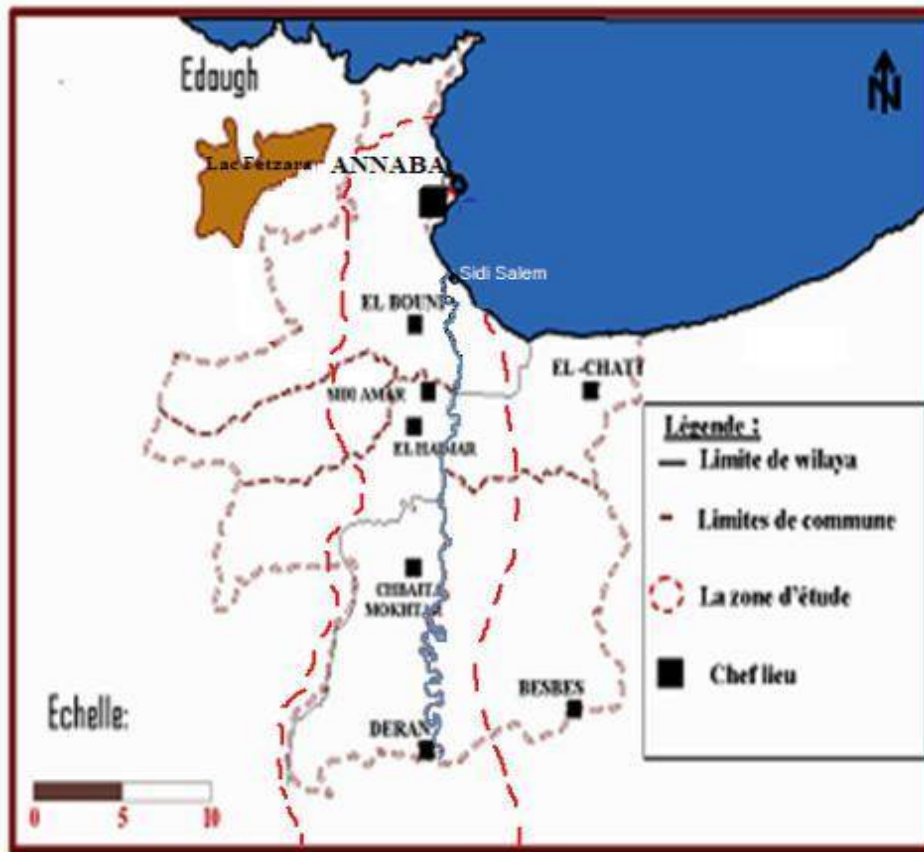 Edough
N
Lac Fetzara
ANNABA
Sidi Salem
EL BOUNI
EL-CHATT
SIDI AMAR
EL HADJAR
Légende :
Limite de wilaya
Limites de commune
La zone d'étude
Chef lieu
CHBAITA
MOKHTAR
BESBES
DERAN
Echelle:
0 5 10